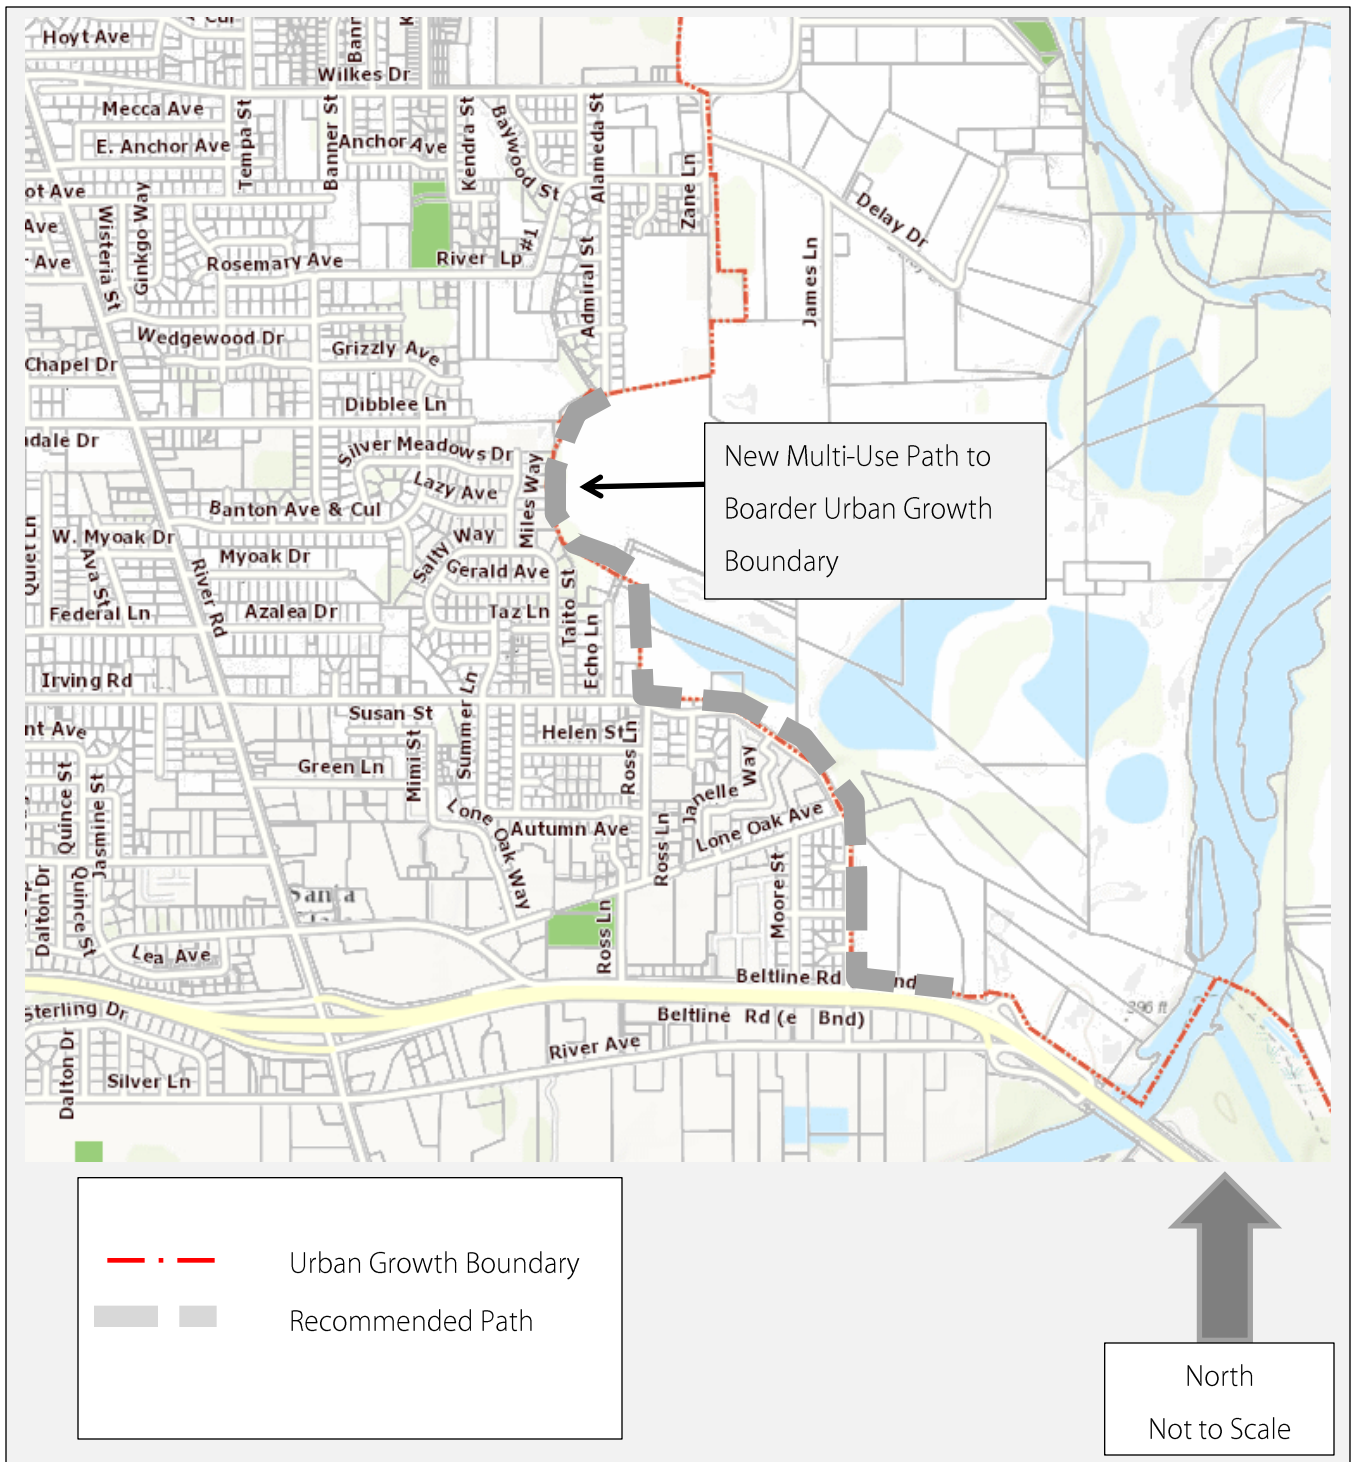 Hoyt Ave
Cul
Bann
Wilkes Dr
Mecca Ave
E. Anchor Ave
Tempa St
Banner St
Anchor Ave
Kendra St
Baywood St
Alameda St
Zane Ln
ot Ave
Ave
r Ave
Wisteria St
Ginkgo Way
Rosemary Ave
River Lp
#1
Admiral St
James Ln
Delay Dr
Wedgewood Dr
Grizzly Ave
Chapel Dr
Dibblee Ln
ndale Dr
Silver Meadows Dr
Lazy Ave
Miles Way
New Multi-Use Path to
Boarder Urban Growth
Boundary
Banton Ave & Cul
Quiet Ln
W. Myoak Dr
Ava St
Myoak Dr
Salty Way
Gerald Ave
River Rd
Federal Ln
Azalea Dr
Taz Ln
Taito St
Echo Ln
Irving Rd
Susan St
Summer Ln
Helen St
Ross Ln
nt Ave
Mimi St
Green Ln
Quince St
Jasmine St
Janelle Way
Lone Oak Way
Autumn Ave
Ross Ln
Lone Oak Ave
Moore St
Santa
Dalton Dr
Quince St
Lea Ave
Ross Ln
Beltline Rd
nd
396 ft
Sterling Dr
Beltline Rd (e Bnd)
River Ave
Dalton Dr
Silver Ln
Urban Growth Boundary
Recommended Path
North
Not to Scale